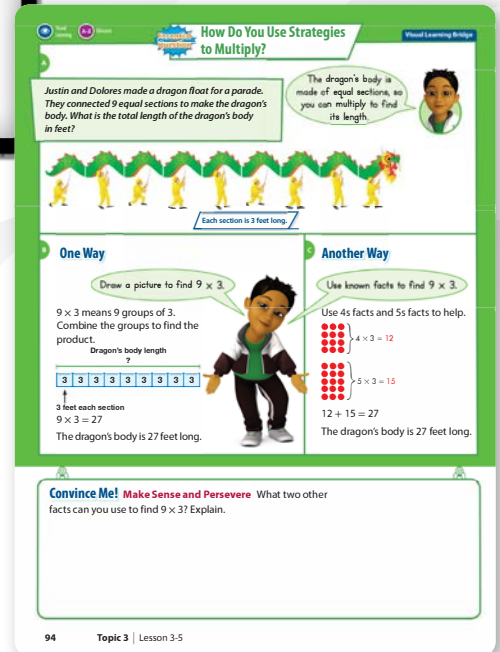 Visual
Learning
A-Z
Glossary
Essential
Question
How Do You Use Strategies
to Multiply?
Visual Learning Bridge
A
Justin and Dolores made a dragon float for a parade.
They connected 9 equal sections to make the dragon's
body. What is the total length of the dragon's body
in feet?
The dragon's body is
made of equal sections, so
you can multiply to find
its length.
Each section is 3 feet long.
B
One Way
Draw a picture to find 9 × 3.
9 × 3 means 9 groups of 3.
Combine the groups to find the
product.
Dragon's body length
?
3 3 3 3 3 3 3 3 3
3 feet each section
9 × 3 = 27
The dragon's body is 27 feet long.
C
Another Way
Use known facts to find 9 × 3.
Use 4s facts and 5s facts to help.
4 × 3 = 12
5 × 3 = 15
12 + 15 = 27
The dragon's body is 27 feet long.
Convince Me! Make Sense and Persevere What two other
facts can you use to find 9 × 3? Explain.
94 Topic 3 | Lesson 3-5